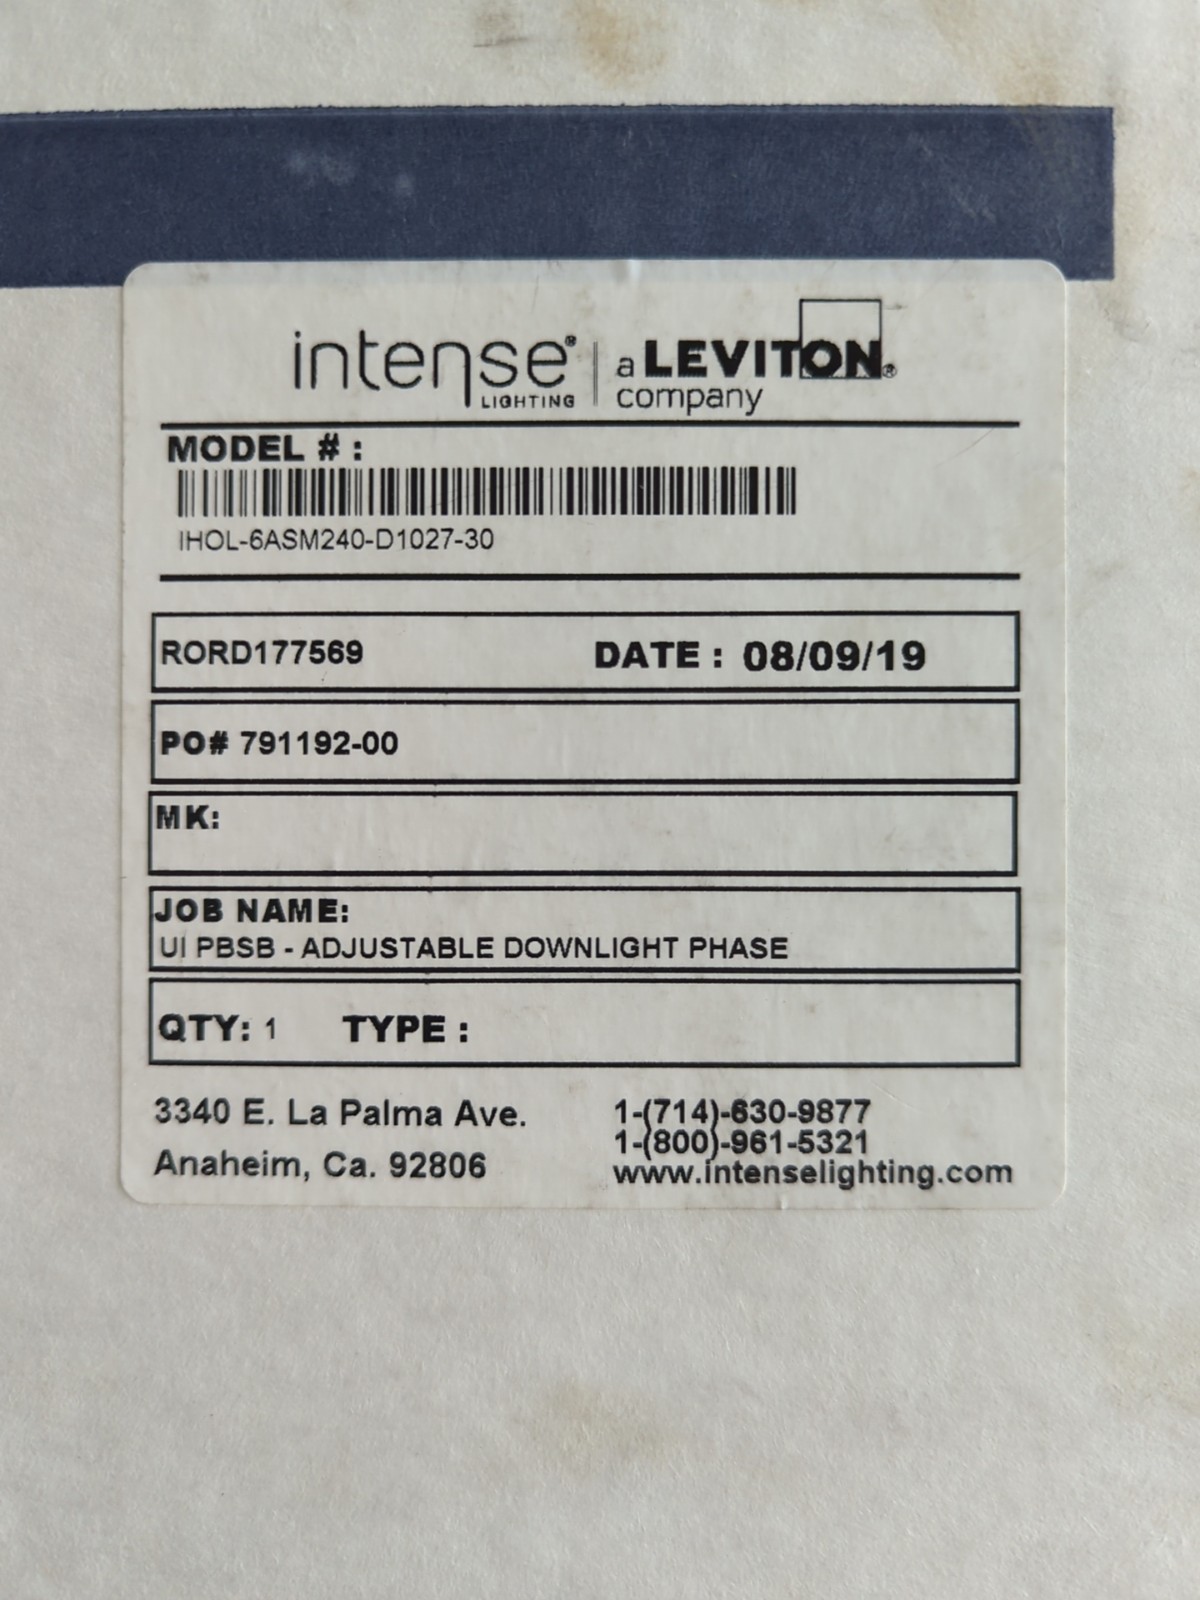 intense® | a LEVITON®
LIGHTING company
MODEL # :
IHOL-6ASM240-D1027-30
RORD177569 DATE : 08/09/19
PO# 791192-00
MK:
JOB NAME:
UI PBSB - ADJUSTABLE DOWNLIGHT PHASE
QTY: 1 TYPE :
3340 E. La Palma Ave.
Anaheim, Ca. 92806
1-(714)-630-9877
1-(800)-961-5321
www.intenselighting.com